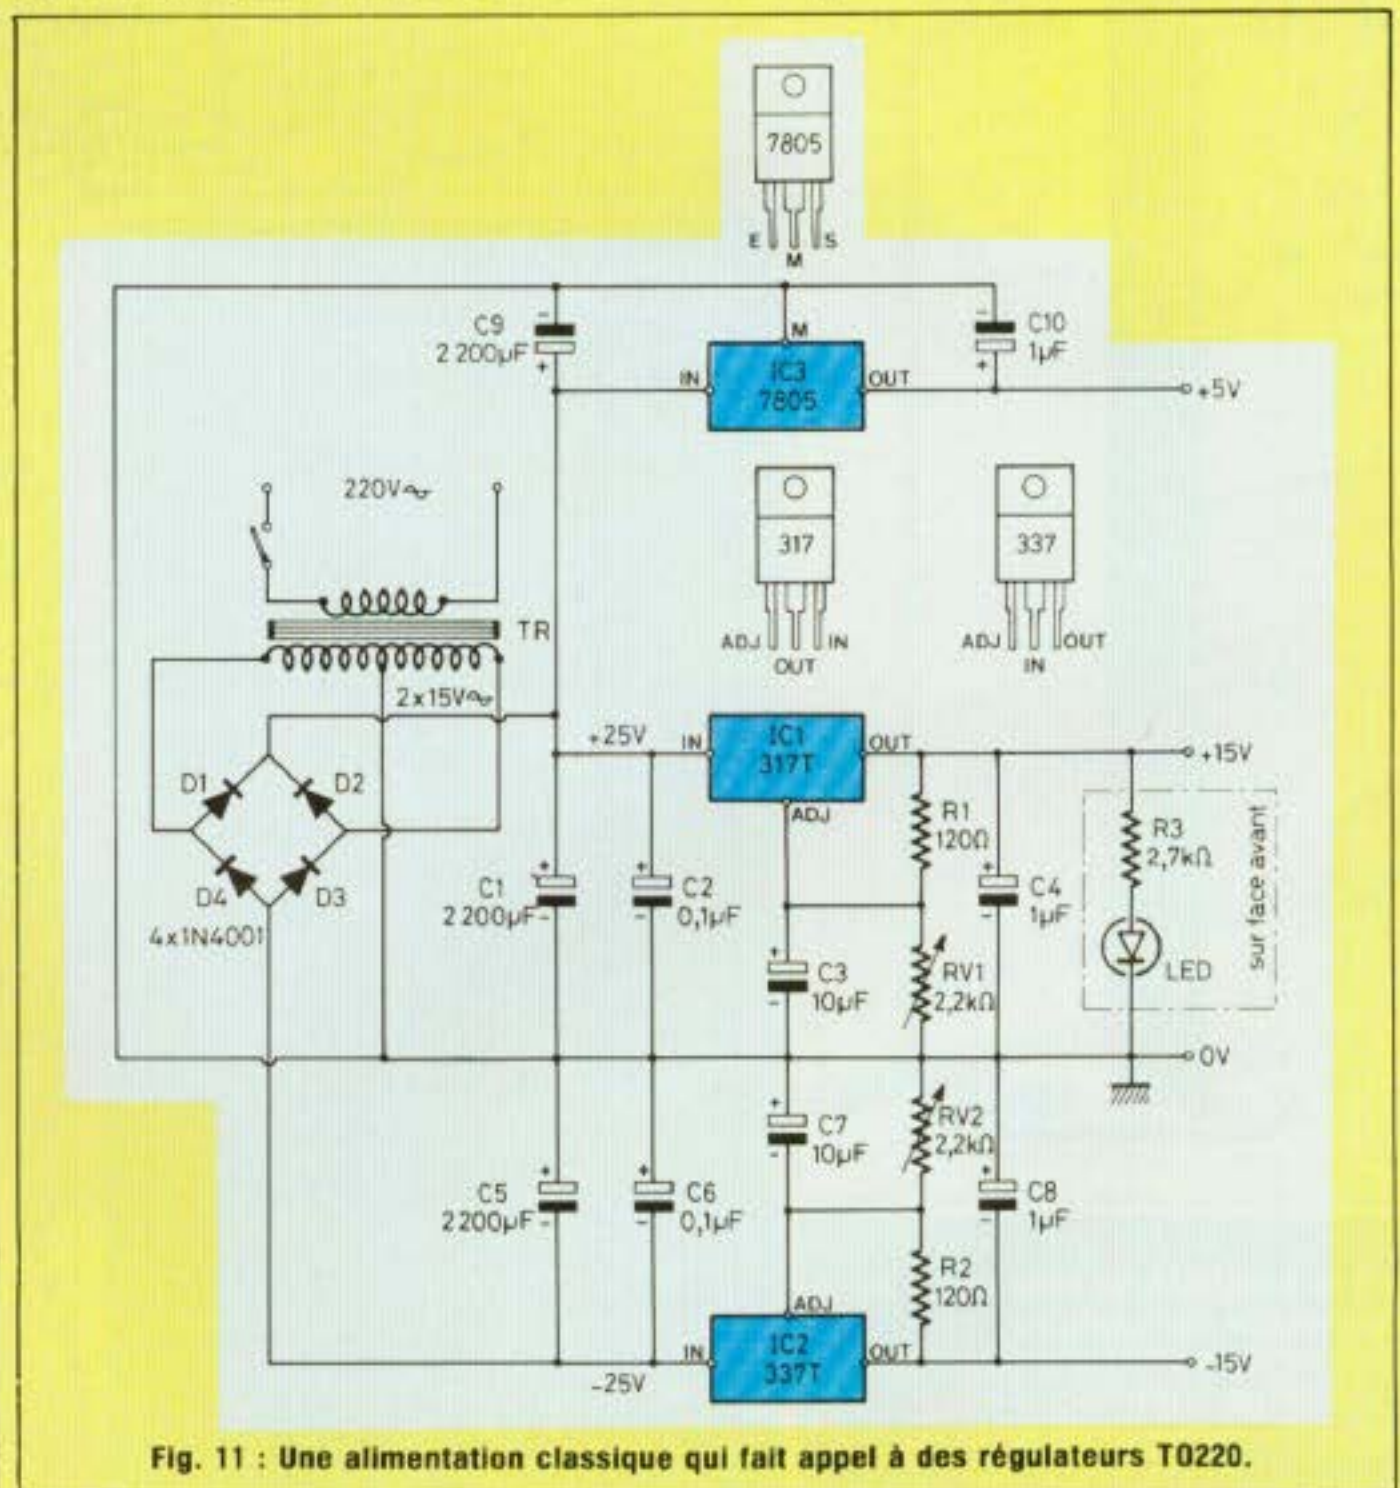 7805
E S
M
C9
2 200µF
-
+
M
IN
IC3
7805
OUT
-
+
C10
1µF
+5V
220V~
TR
2x15V~
317
ADJ IN
OUT
337
ADJ OUT
IN
+25V
IN
IC1
317T
OUT
ADJ
+15V
D1
D2
D4
D3
4x1N4001
+
C1
2 200µF
-
+
C2
0,1µF
-
+
C3
10µF
-
R1
120Ω
RV1
2,2kΩ
+
C4
1µF
-
R3
2,7kΩ
LED
sur face avant
0V
+
C5
2 200µF
-
+
C6
0,1µF
-
+
C7
10µF
-
RV2
2,2kΩ
R2
120Ω
+
C8
1µF
-
ADJ
IN
IC2
337T
OUT
-25V
-15V
Fig. 11 : Une alimentation classique qui fait appel à des régulateurs TO220.